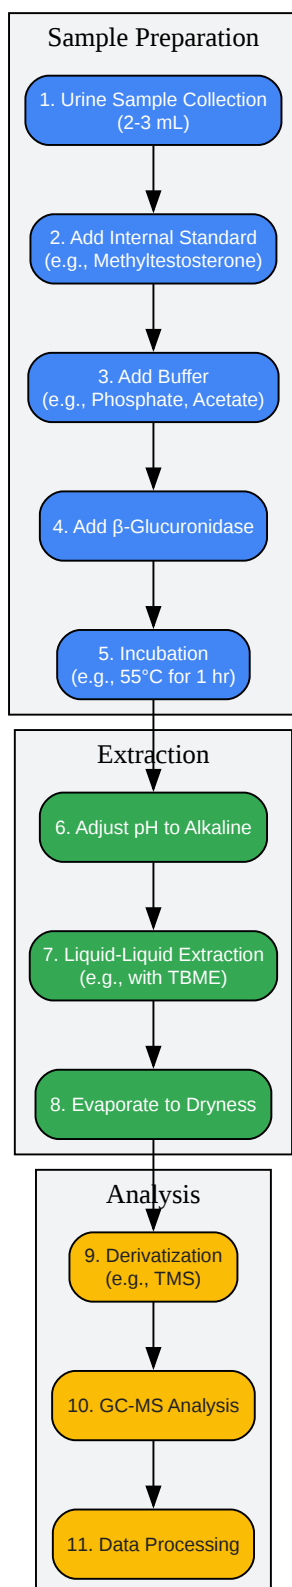 Sample Preparation
1. Urine Sample Collection
(2-3 mL)
2. Add Internal Standard
(e.g., Methyltestosterone)
3. Add Buffer
(e.g., Phosphate, Acetate)
4. Add β-Glucuronidase
5. Incubation
(e.g., 55°C for 1 hr)
Extraction
6. Adjust pH to Alkaline
7. Liquid-Liquid Extraction
(e.g., with TBME)
8. Evaporate to Dryness
Analysis
9. Derivatization
(e.g., TMS)
10. GC-MS Analysis
11. Data Processing